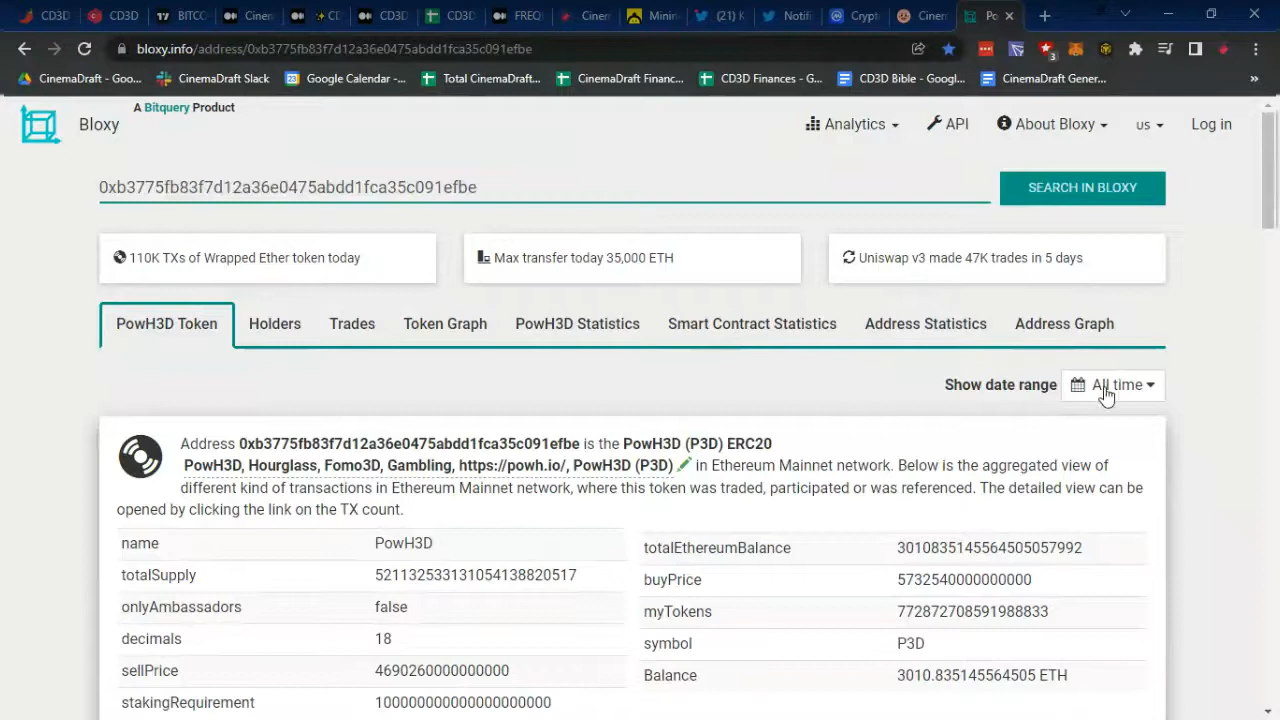 CD3D
CD3D
BITCO
Cinem
CD
CD3D
CD3D
FREQ
Cinem
Minin
(21) K
Notifi
Crypt
Cinem
Po
bloxy.info/address/0xb3775fb83f7d12a36e0475abdd1fca35c091efbe
3
CinemaDraft - Goo...
CinemaDraft Slack
Google Calendar -...
Total CinemaDraft...
CinemaDraft Financ...
CD3D Finances - G...
CD3D Bible - Googl...
CinemaDraft Gener...
»
A Bitquery Product
Bloxy
Analytics
API
About Bloxy
us
Log in
0xb3775fb83f7d12a36e0475abdd1fca35c091efbe
SEARCH IN BLOXY
110K TXs of Wrapped Ether token today
Max transfer today 35,000 ETH
Uniswap v3 made 47K trades in 5 days
PowH3D Token
Holders
Trades
Token Graph
PowH3D Statistics
Smart Contract Statistics
Address Statistics
Address Graph
Show date range
All time
Address 0xb3775fb83f7d12a36e0475abdd1fca35c091efbe is the PowH3D (P3D) ERC20
PowH3D, Hourglass, Fomo3D, Gambling, https://powh.io/, PowH3D (P3D) in Ethereum Mainnet network. Below is the aggregated view of
different kind of transactions in Ethereum Mainnet network, where this token was traded, participated or was referenced. The detailed view can be
opened by clicking the link on the TX count.
name PowH3D
totalSupply 521132533131054138820517
onlyAmbassadors false
decimals 18
sellPrice 4690260000000000
stakingRequirement 100000000000000000000
totalEthereumBalance 3010835145564505057992
buyPrice 5732540000000000
myTokens 772872708591988833
symbol P3D
Balance 3010.835145564505 ETH